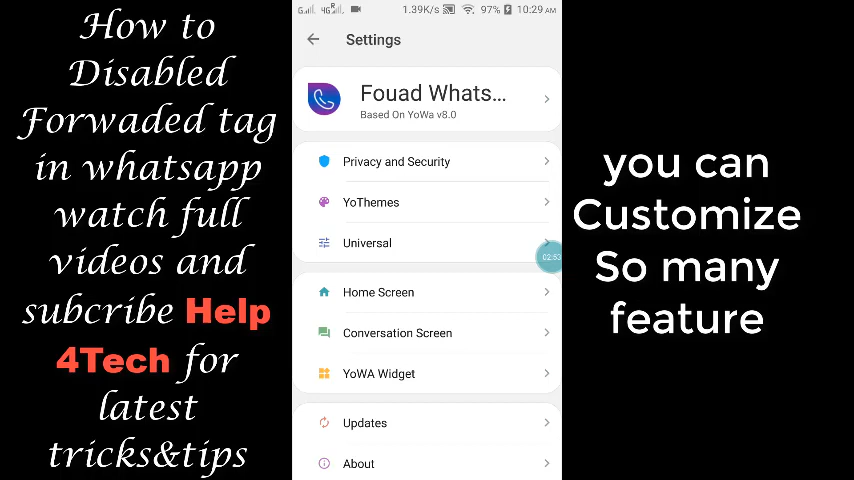 How to
Disabled
Forwaded tag
in whatsapp
watch full
videos and
subcribe Help
4Tech for
latest
tricks&tips
1.39K/s 97% 10:29 AM
Settings
Fouad Whats...
Based On YoWa v8.0
Privacy and Security
YoThemes
Universal
02:53
Home Screen
Conversation Screen
YoWA Widget
Updates
About
you can
Customize
So many
feature